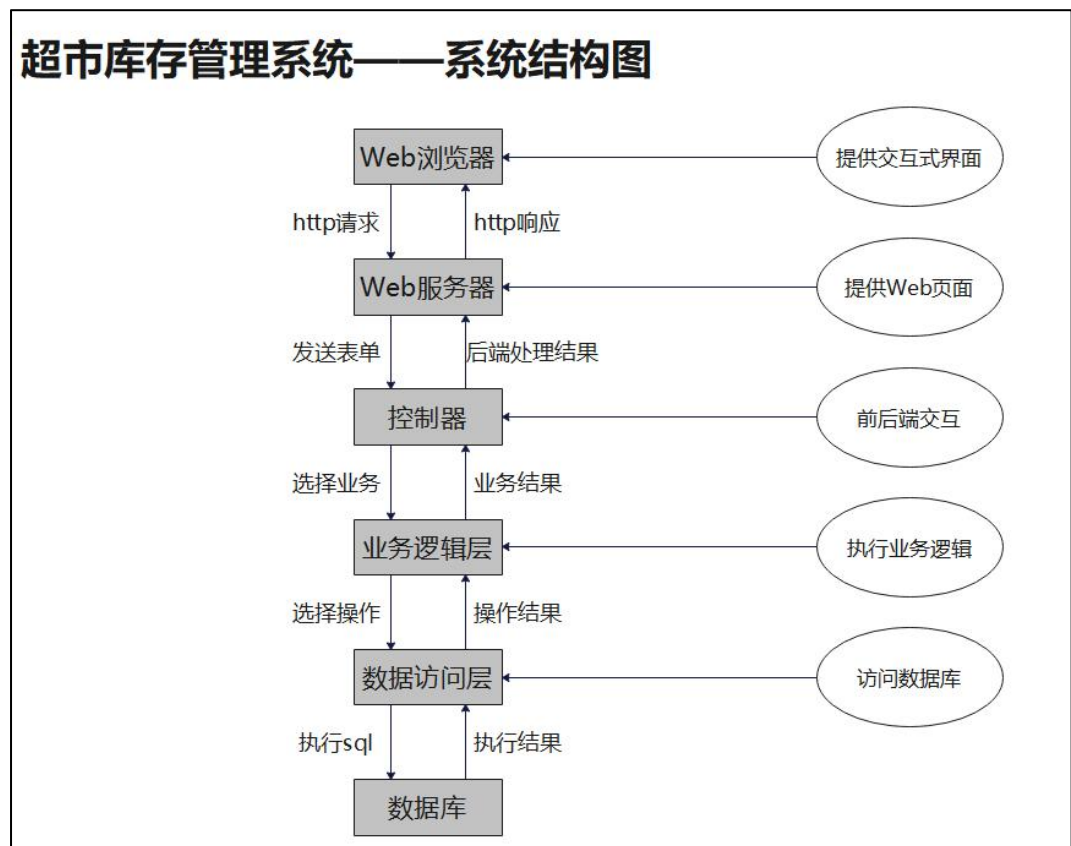 超市库存管理系统——系统结构图
Web浏览器
提供交互式界面
http请求
http响应
Web服务器
提供Web页面
发送表单
后端处理结果
控制器
前后端交互
选择业务
业务结果
业务逻辑层
执行业务逻辑
选择操作
操作结果
数据访问层
访问数据库
执行sql
执行结果
数据库